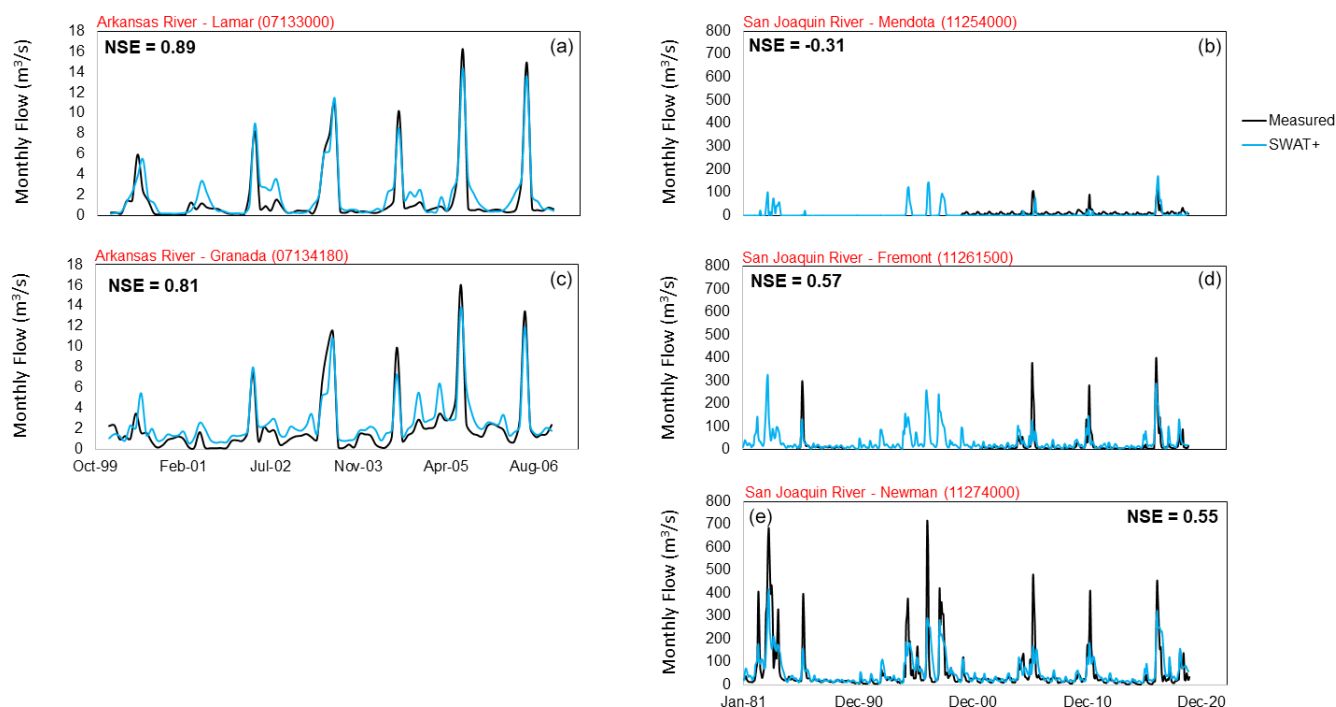 Arkansas River - Lamar (07133000)
Monthly Flow (m³/s)
18
16
14
12
10
8
6
4
2
0
NSE = 0.89
(a)
San Joaquin River - Mendota (11254000)
Monthly Flow (m³/s)
800
700
600
500
400
300
200
100
0
NSE = -0.31
(b)
Measured
SWAT+
Arkansas River - Granada (07134180)
Monthly Flow (m³/s)
18
16
14
12
10
8
6
4
2
0
NSE = 0.81
(c)
Oct-99 Feb-01 Jul-02 Nov-03 Apr-05 Aug-06
San Joaquin River - Fremont (11261500)
Monthly Flow (m³/s)
800
700
600
500
400
300
200
100
0
NSE = 0.57
(d)
San Joaquin River - Newman (11274000)
Monthly Flow (m³/s)
800
700
600
500
400
300
200
100
0
(e)
NSE = 0.55
Jan-81 Dec-90 Dec-00 Dec-10 Dec-20